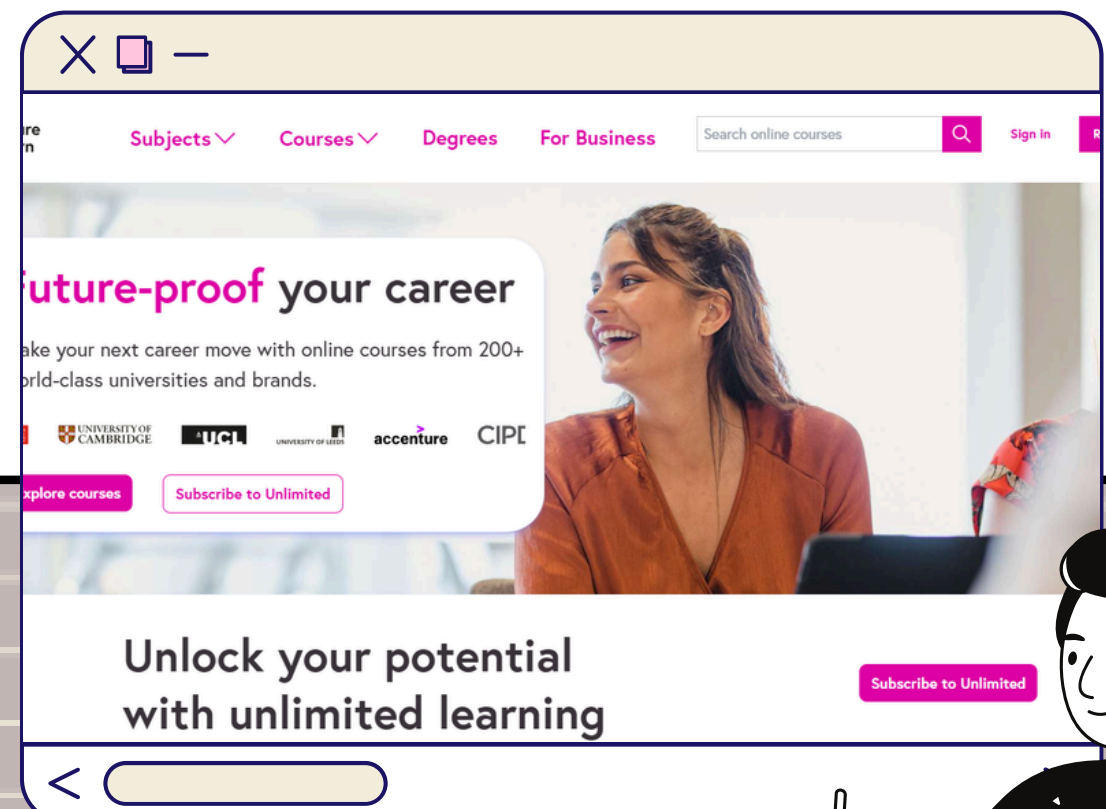 ure
rn
Subjects
Courses
Degrees
For Business
Search online courses
Sign in
R
uture-proof your career
ake your next career move with online courses from 200+
orld-class universities and brands.
UNIVERSITY OF
CAMBRIDGE
UCL
UNIVERSITY OF LEEDS
accenture
CIPD
xplore courses
Subscribe to Unlimited
Unlock your potential
with unlimited learning
Subscribe to Unlimited